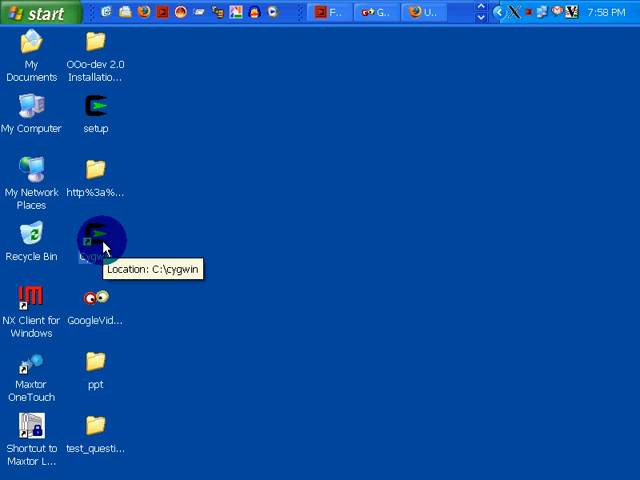 start
F..
G..
U..
7:58 PM
My
Documents
OOo-dev 2.0
Installatio...
My Computer
setup
My Network
Places
http%3a%...
Recycle Bin
Location: C:\cygwin
NX Client for
Windows
GoogleVid...
Maxtor
OneTouch
ppt
Shortcut to
Maxtor L...
test_questi...